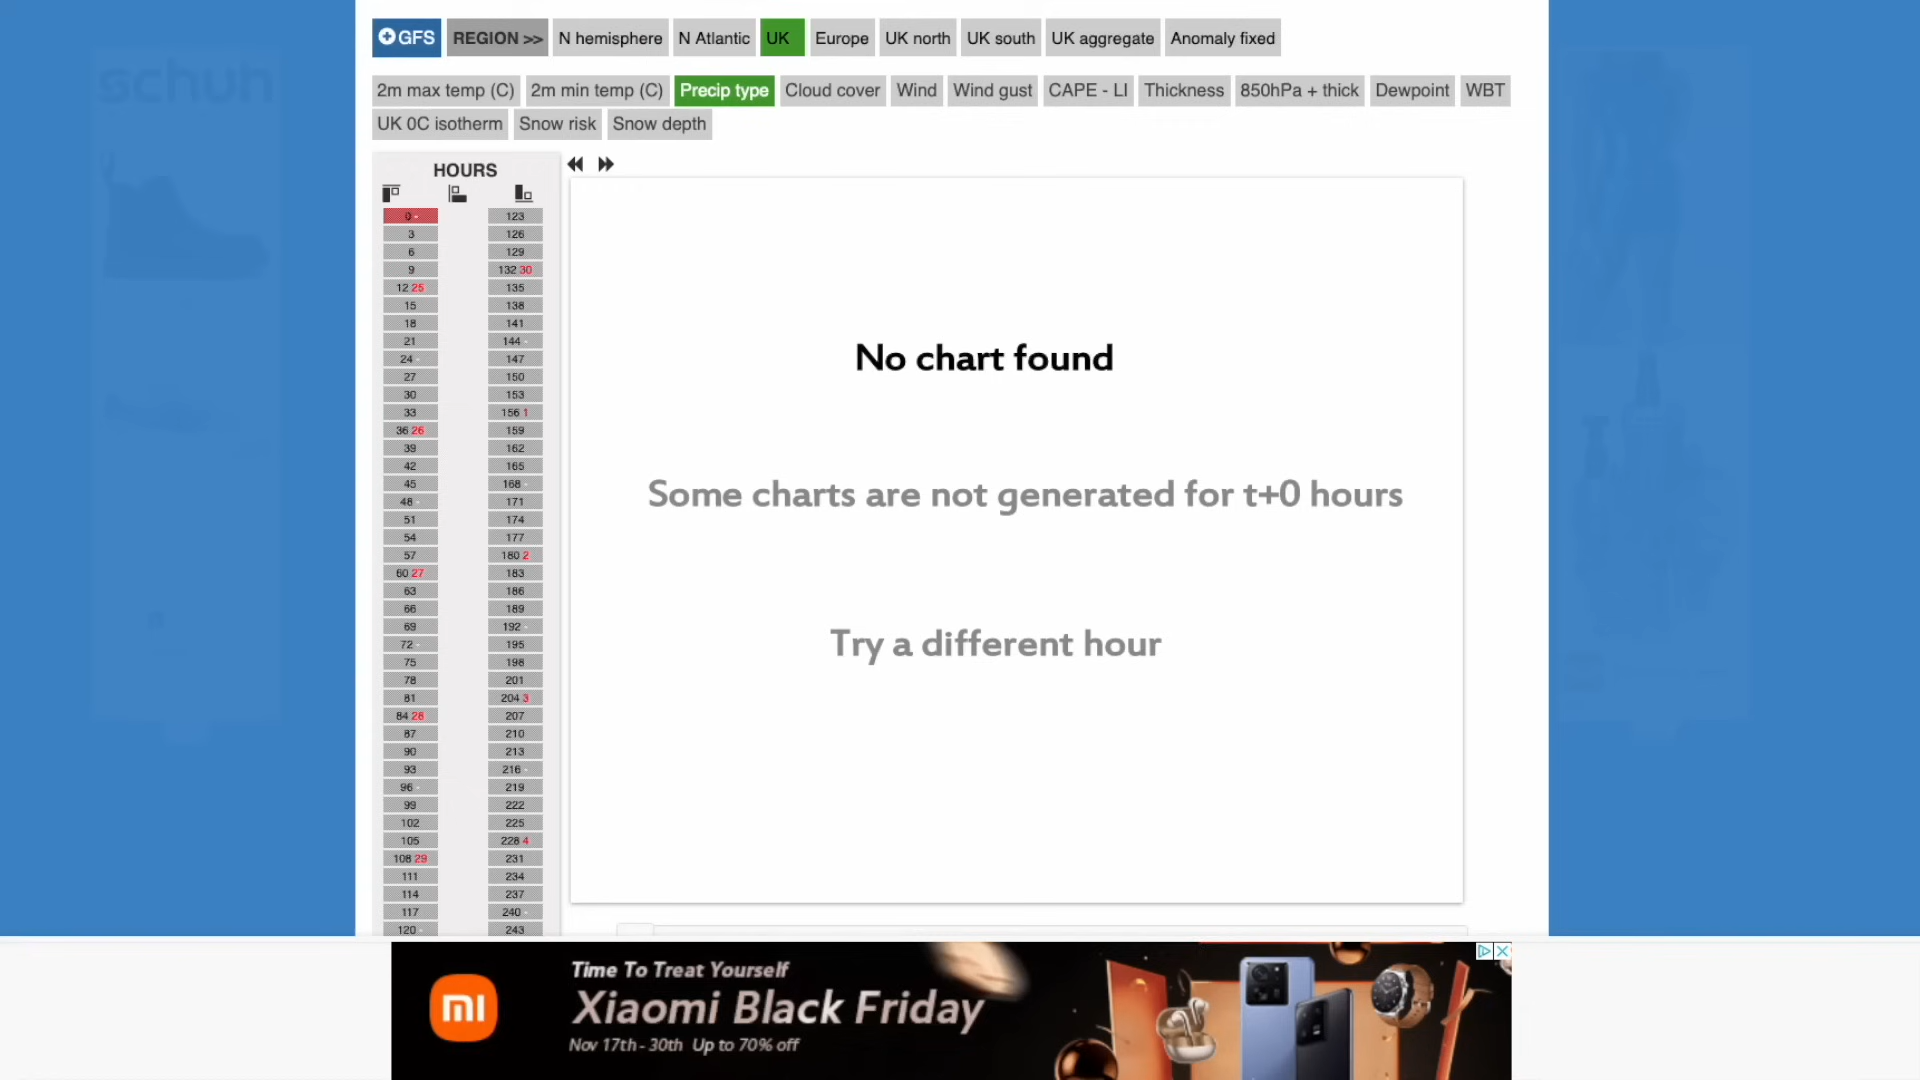 schuh
GFS REGION >> N hemisphere N Atlantic UK Europe UK north UK south UK aggregate Anomaly fixed
2m max temp (C) 2m min temp (C) Precip type Cloud cover Wind Wind gust CAPE - LI Thickness 850hPa + thick Dewpoint WBT
UK 0C isotherm Snow risk Snow depth
HOURS
0 - 123
3 126
6 129
9 132 30
12 25 135
15 138
18 141
21 144 -
24 - 147
27 150
30 153
33 156 1
36 26 159
39 162
42 165
45 168 -
48 - 171
51 174
54 177
57 180 2
60 27 183
63 186
66 189
69 192 -
72 - 195
75 198
78 201
81 204 3
84 28 207
87 210
90 213
93 216 -
96 - 219
99 222
102 225
105 228 4
108 29 231
111 234
114 237
117 240 -
120 - 243
No chart found
Some charts are not generated for t+0 hours
Try a different hour
mi
Time To Treat Yourself
Xiaomi Black Friday
Nov 17th - 30th Up to 70% off